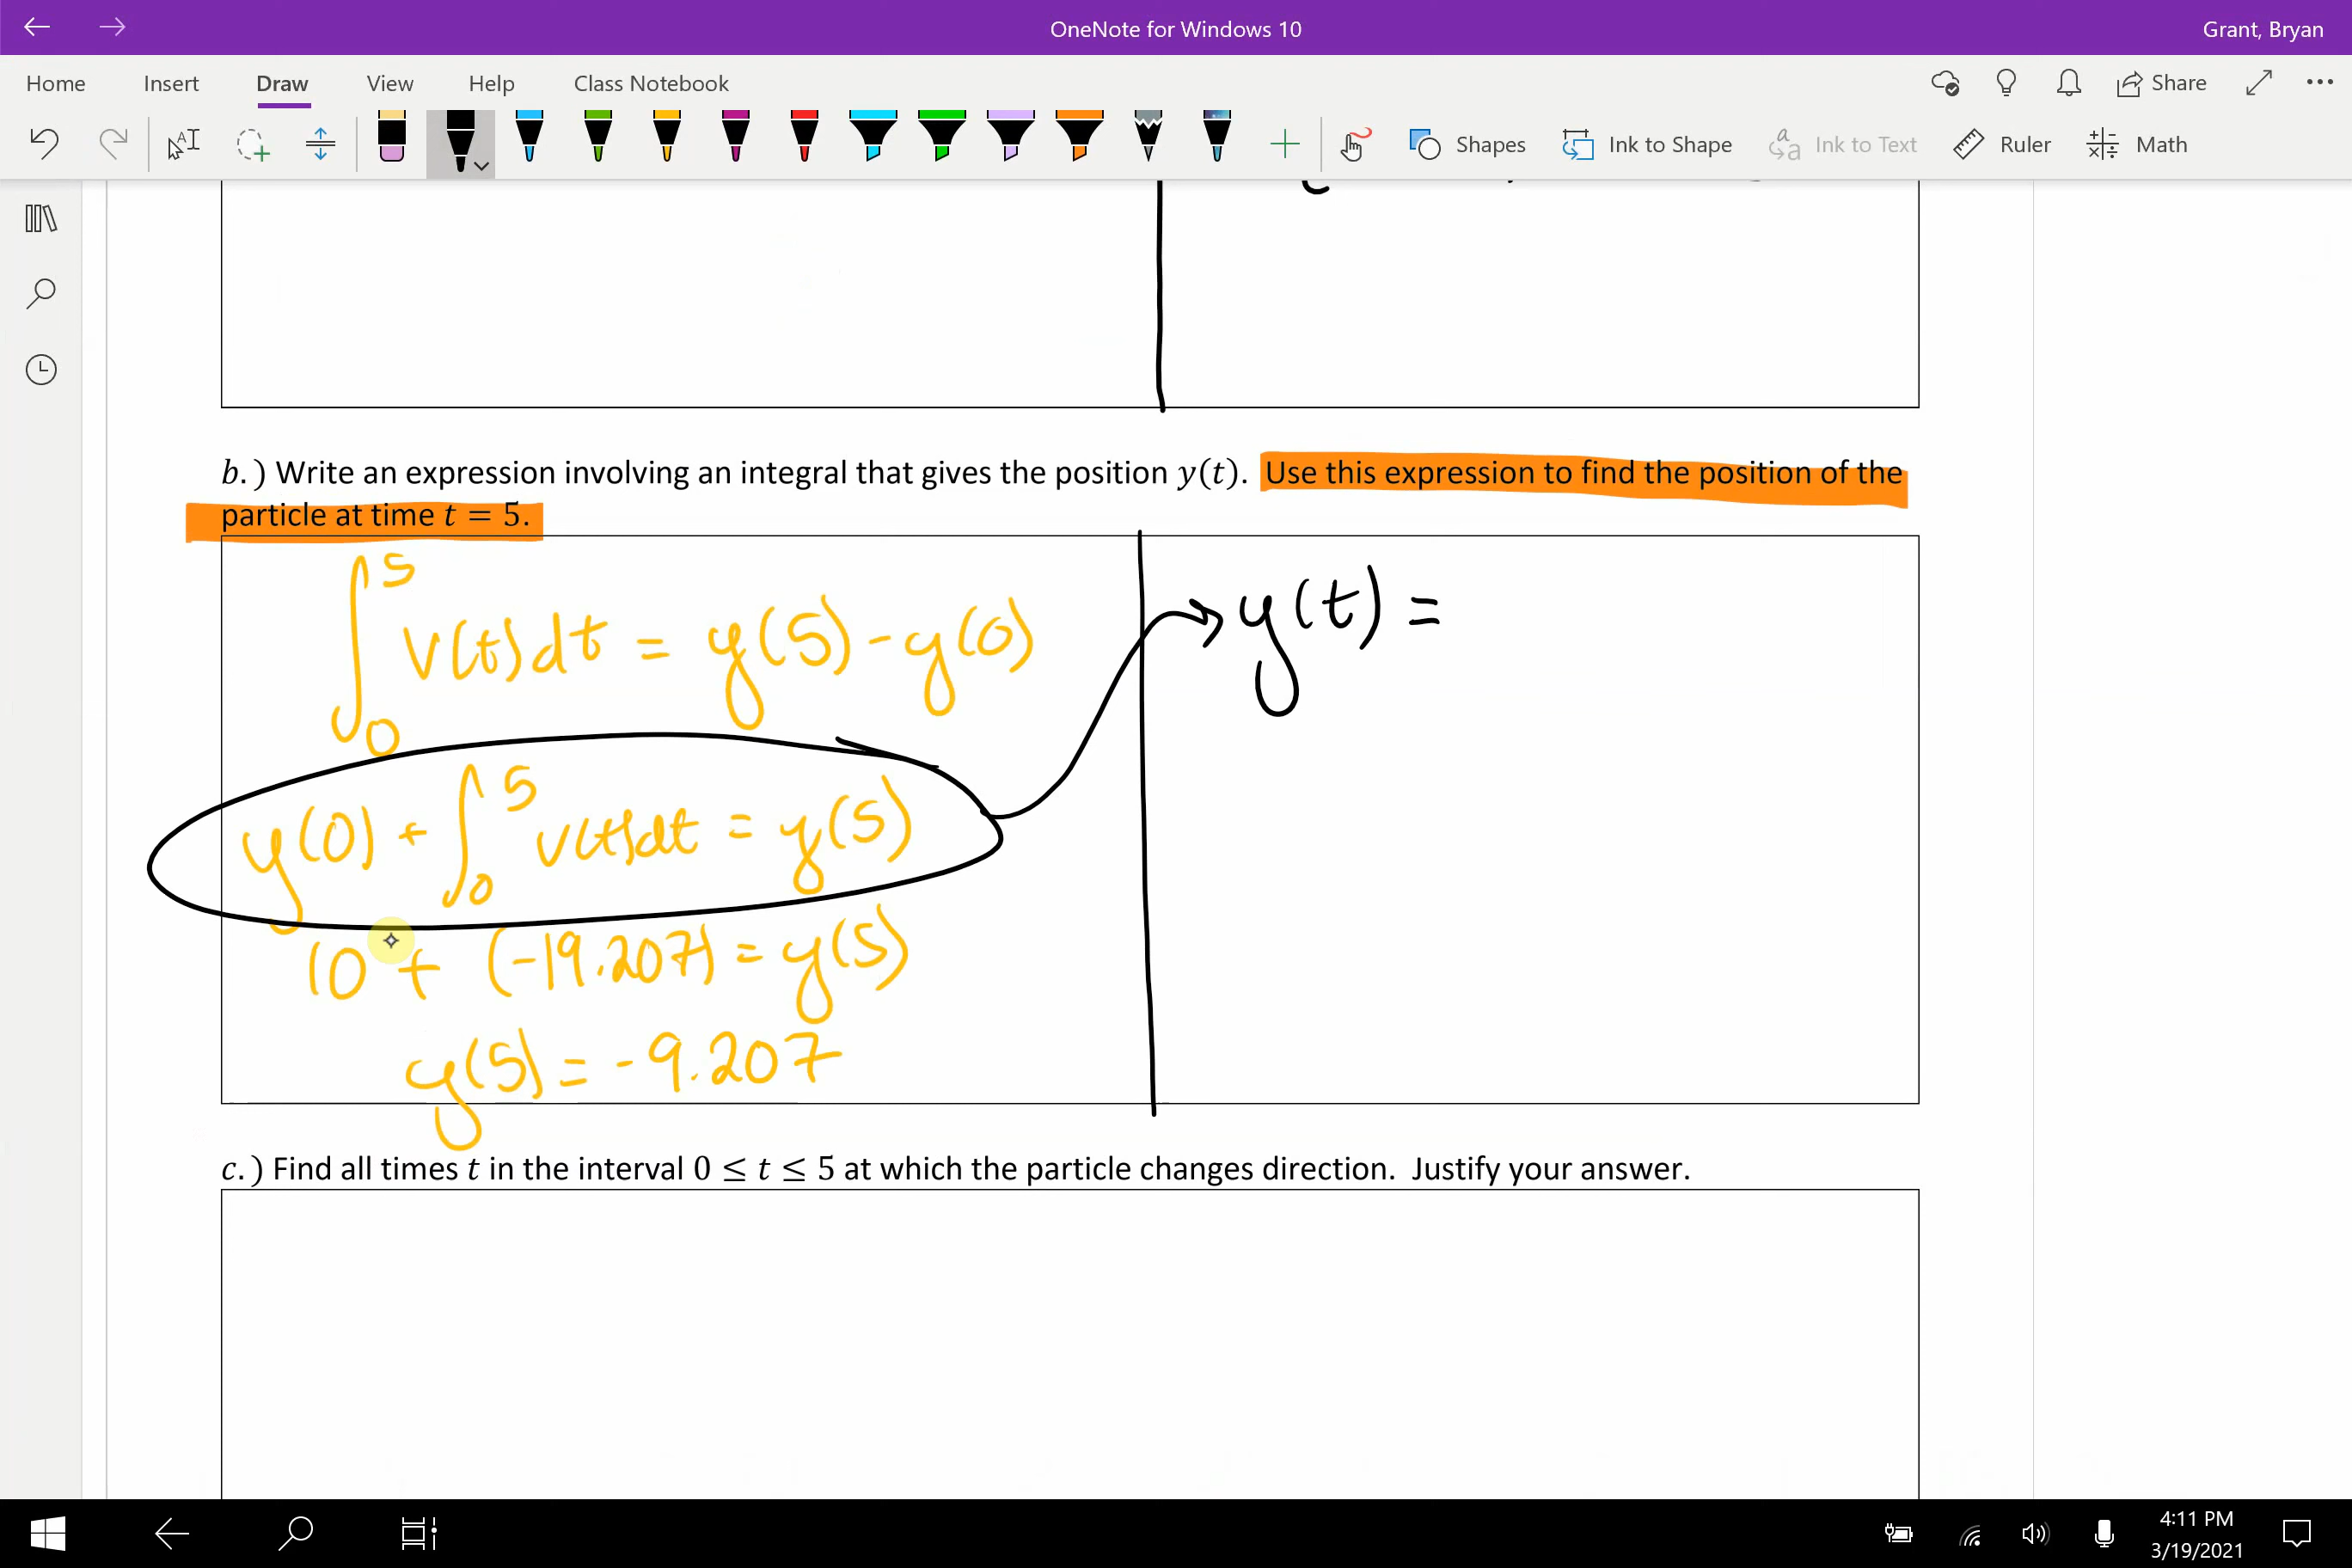 OneNote for Windows 10
Grant, Bryan
Home Insert Draw View Help Class Notebook
Share
Shapes Ink to Shape Ink to Text Ruler Math
b.) Write an expression involving an integral that gives the position y(t). Use this expression to find the position of the
particle at time t = 5.
∫₀⁵ v(t)dt = y(5) - y(0)
y(t) =
y(0) + ∫₀⁵ v(t)dt = y(5)
10 + (-19.207) = y(5)
y(5) = -9.207
c.) Find all times t in the interval 0 ≤ t ≤ 5 at which the particle changes direction. Justify your answer.
4:11 PM
3/19/2021